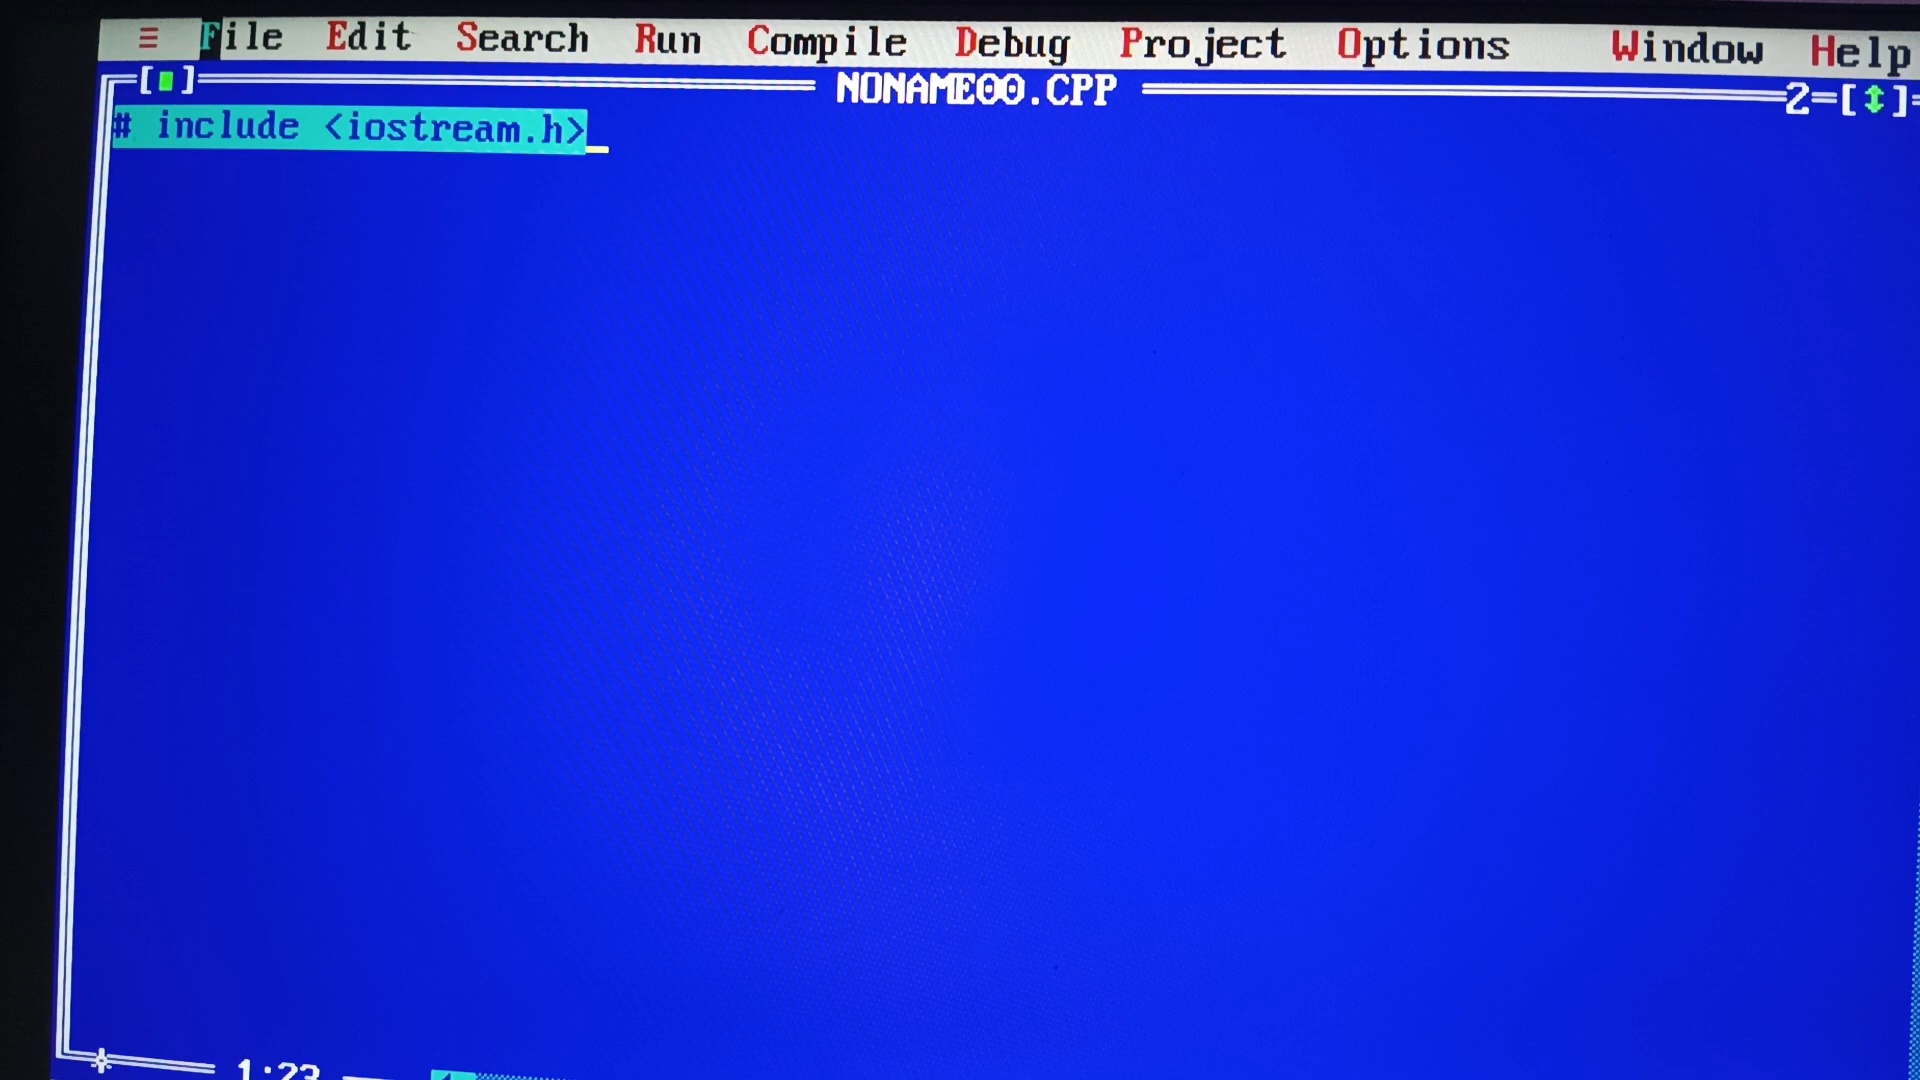 ≡ File Edit Search Run Compile Debug Project Options Window Help
[■] NONAME00.CPP 2=[↕]
# include <iostream.h>_
1:23